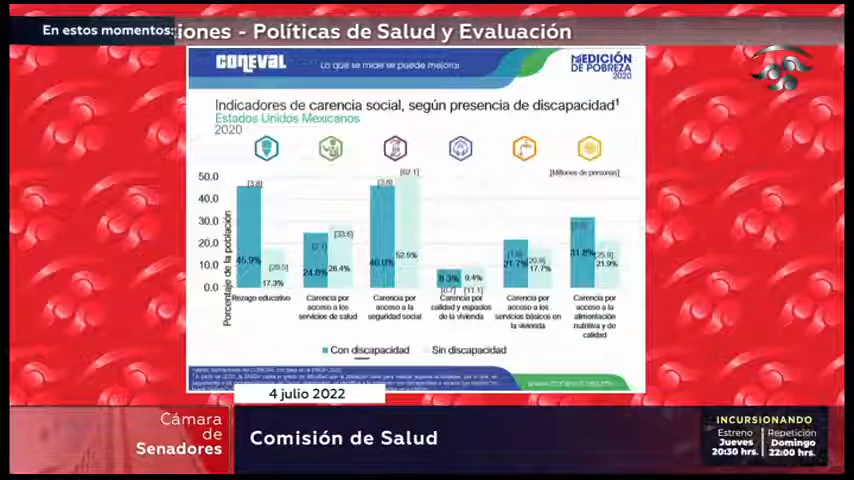 En estos momentos:
iones - Políticas de Salud y Evaluación
CONEVAL
Lo que se mide se puede mejorar
MEDICIÓN
DE POBREZA
2020
Indicadores de carencia social, según presencia de discapacidad¹
Estados Unidos Mexicanos
2020
[Millones de personas]
Porcentaje de la población
50.0
40.0
30.0
20.0
10.0
0.0
[3.8]
45.9%
[20.5]
17.3%
[2.1]
24.8%
[33.6]
26.4%
[3.8]
46.0%
[62.1]
52.5%
8.3%
[0.7]
9.4%
[11.1]
[1.8]
21.7%
[20.9]
17.7%
31.8%
[25.9]
21.9%
Rezago educativo
Carencia por
acceso a los
servicios de salud
Carencia por
acceso a la
seguridad social
Carencia por
calidad y espacios
de la vivienda
Carencia por
acceso a los
servicios básicos en
la vivienda
Carencia por
acceso a la
alimentación
nutritiva y de
calidad
Con discapacidad
Sin discapacidad
www.coneval.org.mx
4 julio 2022
Cámara
de
Senadores
Comisión de Salud
INCURSIONANDO
Estreno
Jueves
20:30 hrs.
Repetición
Domingo
22:00 hrs.